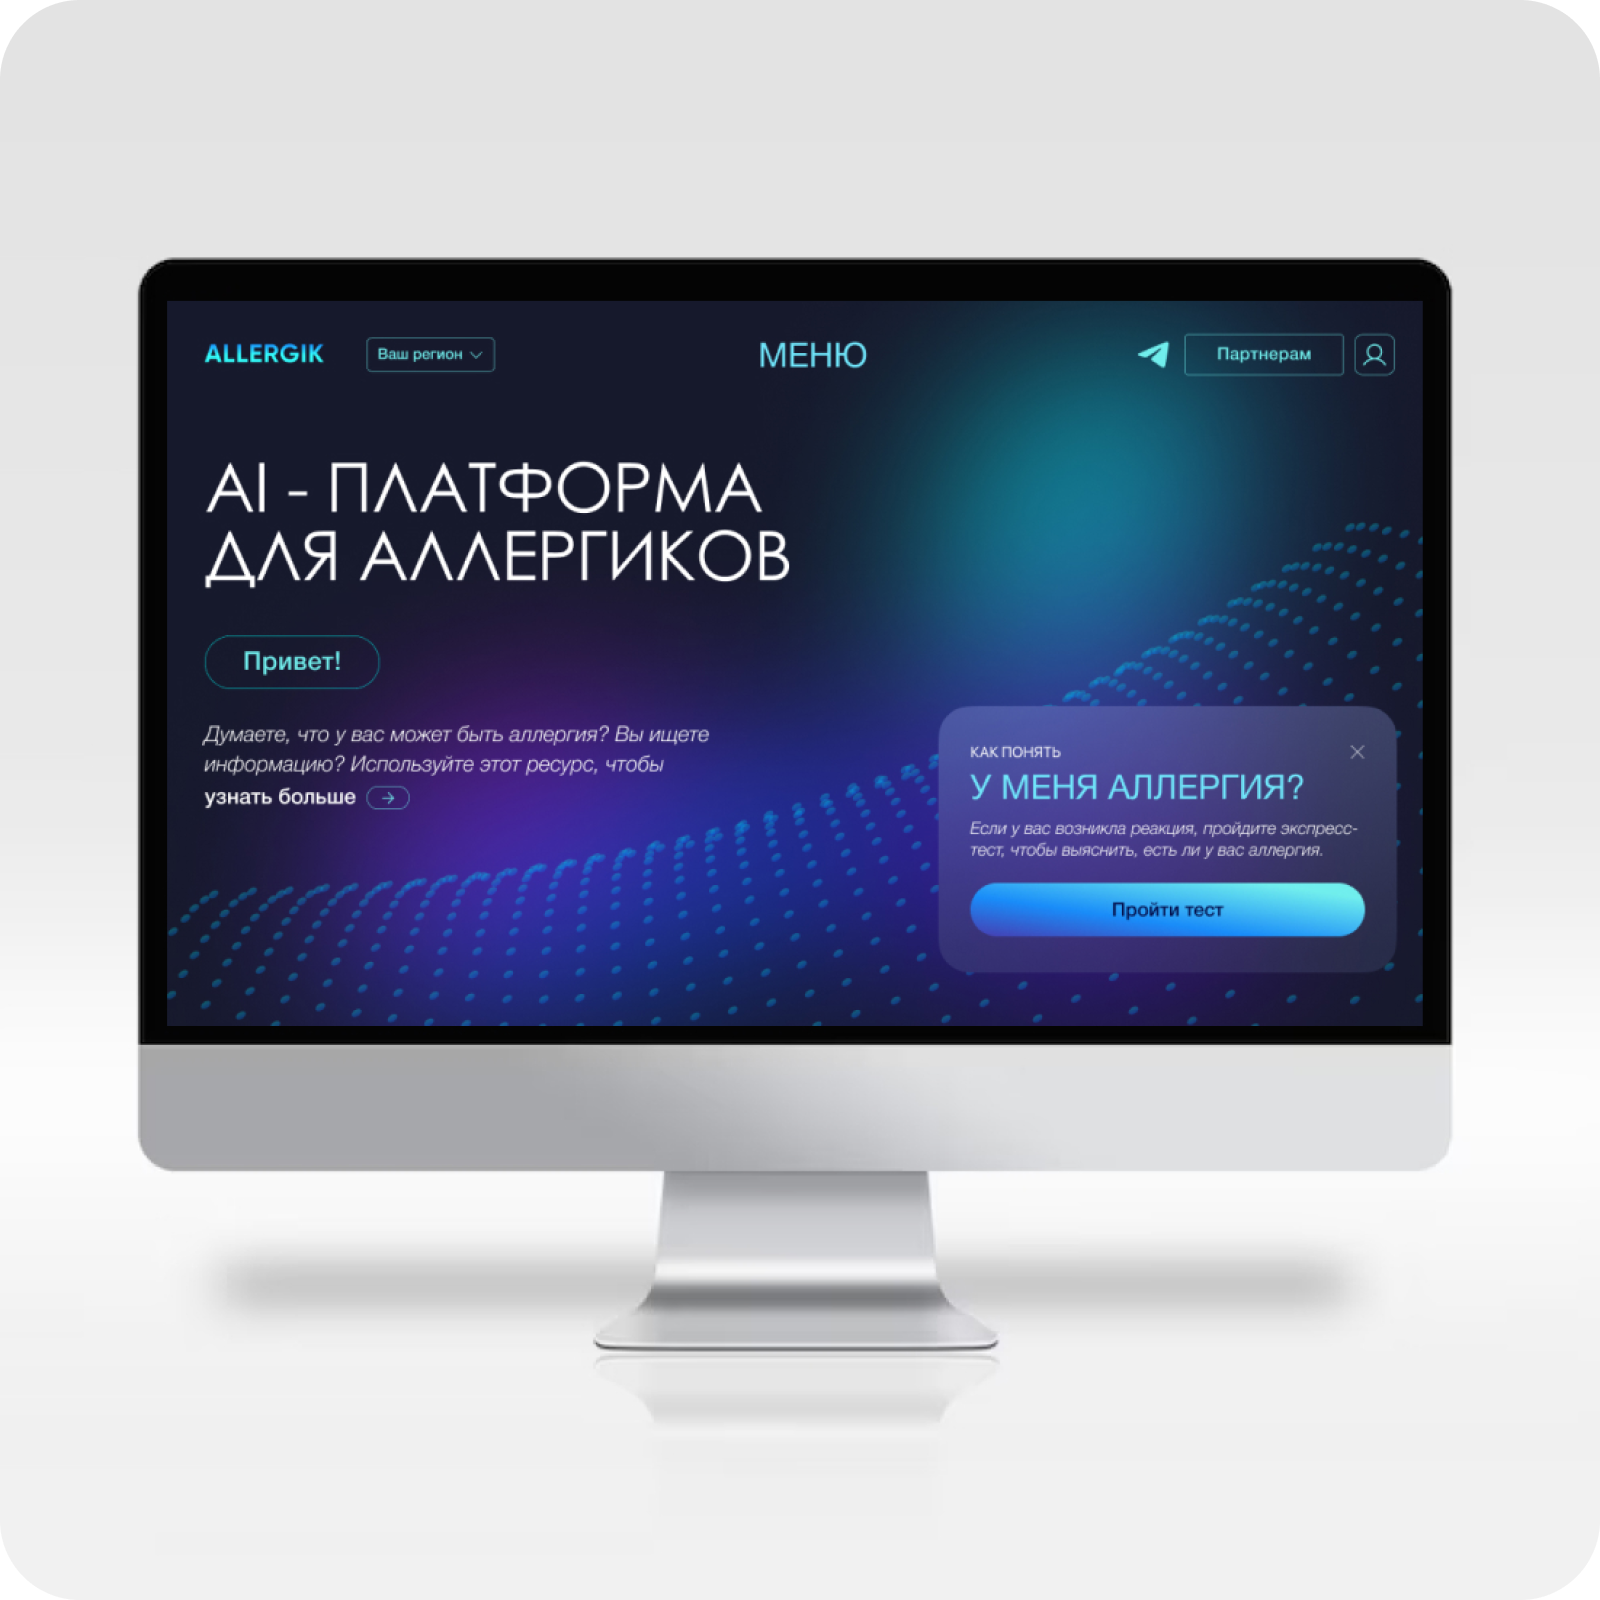 ALLERGIK
Ваш регион
МЕНЮ
Партнерам
AI - ПЛАТФОРМА
ДЛЯ АЛЛЕРГИКОВ
Привет!
Думаете, что у вас может быть аллергия? Вы ищете
информацию? Используйте этот ресурс, чтобы
узнать больше
КАК ПОНЯТЬ
У МЕНЯ АЛЛЕРГИЯ?
Если у вас возникла реакция, пройдите экспресс-
тест, чтобы выяснить, есть ли у вас аллергия.
Пройти тест